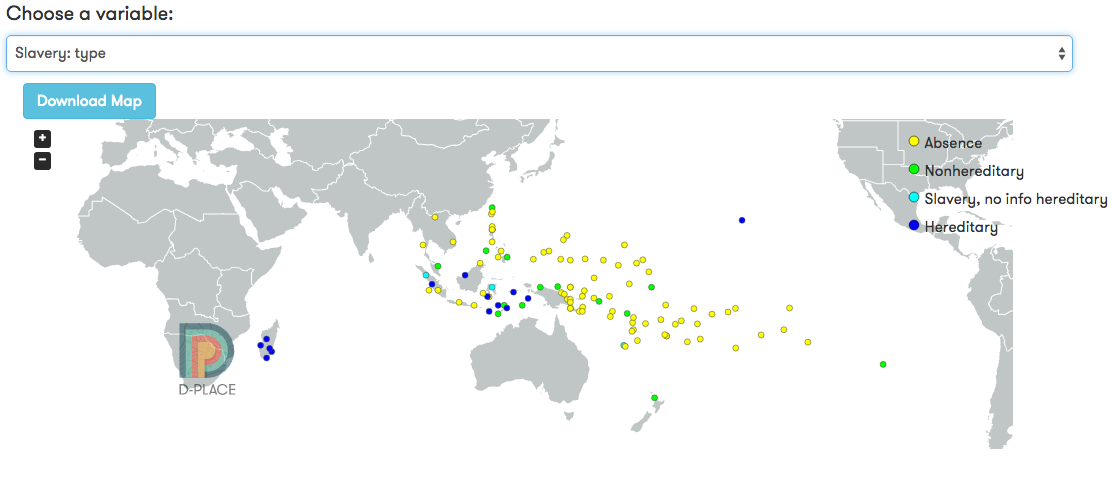 Choose a variable:
Slavery: type
Download Map
+
−
Absence
Nonhereditary
Slavery, no info hereditary
Hereditary
D-PLACE